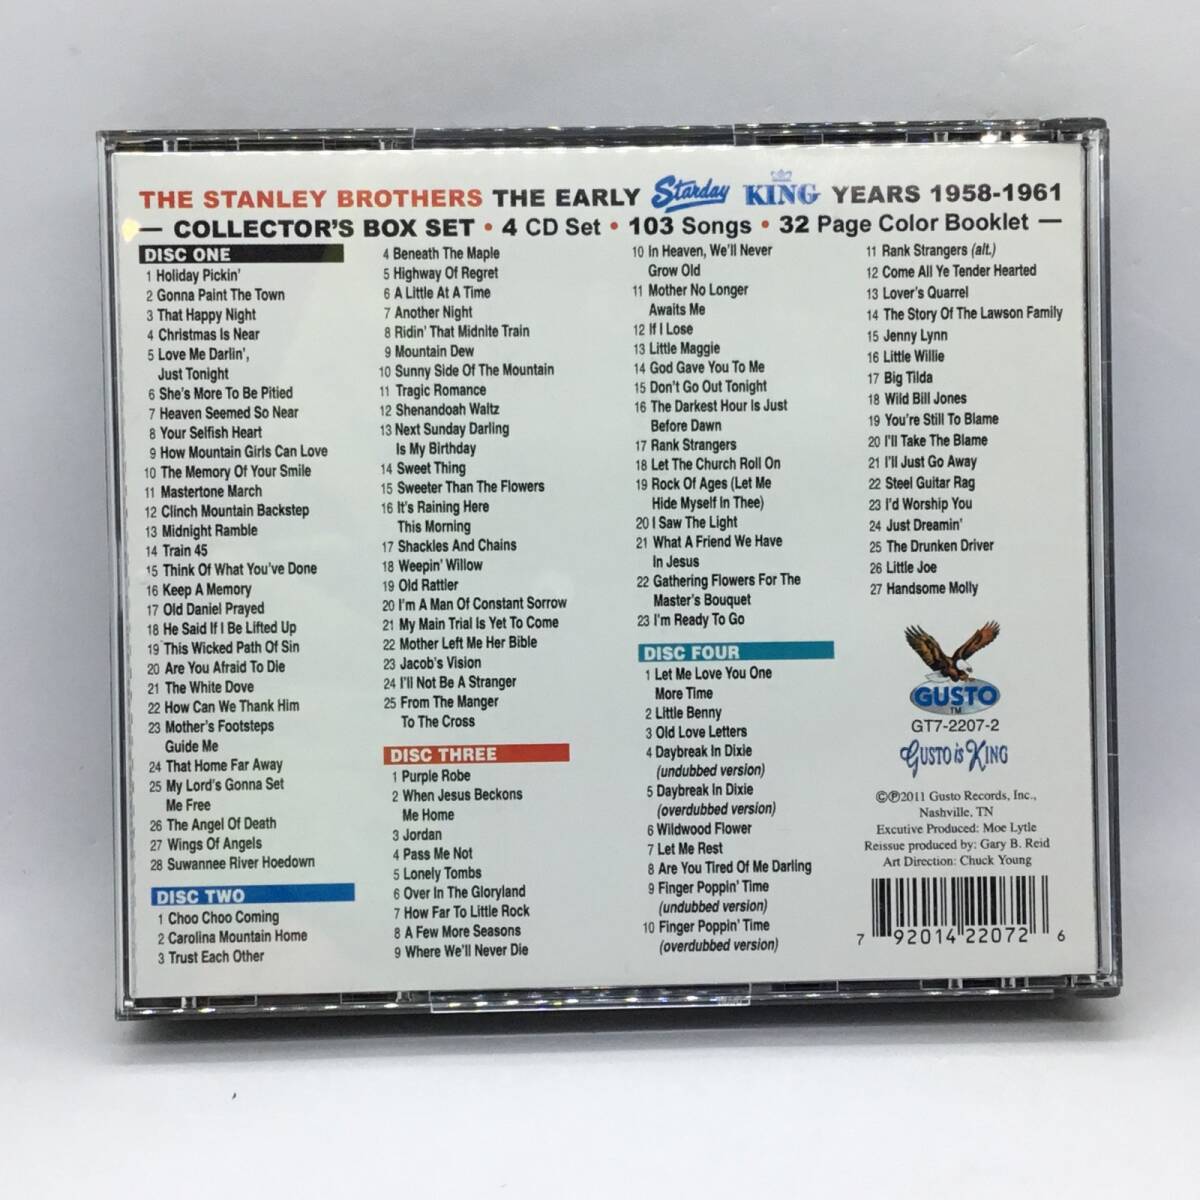 THE STANLEY BROTHERS THE EARLY Starday KING YEARS 1958-1961
— COLLECTOR'S BOX SET • 4 CD Set • 103 Songs • 32 Page Color Booklet —
DISC ONE
1 Holiday Pickin'
2 Gonna Paint The Town
3 That Happy Night
4 Christmas Is Near
5 Love Me Darlin',
Just Tonight
6 She's More To Be Pitied
7 Heaven Seemed So Near
8 Your Selfish Heart
9 How Mountain Girls Can Love
10 The Memory Of Your Smile
11 Mastertone March
12 Clinch Mountain Backstep
13 Midnight Ramble
14 Train 45
15 Think Of What You've Done
16 Keep A Memory
17 Old Daniel Prayed
18 He Said If I Be Lifted Up
19 This Wicked Path Of Sin
20 Are You Afraid To Die
21 The White Dove
22 How Can We Thank Him
23 Mother's Footsteps
Guide Me
24 That Home Far Away
25 My Lord's Gonna Set
Me Free
26 The Angel Of Death
27 Wings Of Angels
28 Suwannee River Hoedown
DISC TWO
1 Choo Choo Coming
2 Carolina Mountain Home
3 Trust Each Other
4 Beneath The Maple
5 Highway Of Regret
6 A Little At A Time
7 Another Night
8 Ridin' That Midnite Train
9 Mountain Dew
10 Sunny Side Of The Mountain
11 Tragic Romance
12 Shenandoah Waltz
13 Next Sunday Darling
Is My Birthday
14 Sweet Thing
15 Sweeter Than The Flowers
16 It's Raining Here
This Morning
17 Shackles And Chains
18 Weepin' Willow
19 Old Rattler
20 I'm A Man Of Constant Sorrow
21 My Main Trial Is Yet To Come
22 Mother Left Me Her Bible
23 Jacob's Vision
24 I'll Not Be A Stranger
25 From The Manger
To The Cross
DISC THREE
1 Purple Robe
2 When Jesus Beckons
Me Home
3 Jordan
4 Pass Me Not
5 Lonely Tombs
6 Over In The Gloryland
7 How Far To Little Rock
8 A Few More Seasons
9 Where We'll Never Die
10 In Heaven, We'll Never
Grow Old
11 Mother No Longer
Awaits Me
12 If I Lose
13 Little Maggie
14 God Gave You To Me
15 Don't Go Out Tonight
16 The Darkest Hour Is Just
Before Dawn
17 Rank Strangers
18 Let The Church Roll On
19 Rock Of Ages (Let Me
Hide Myself In Thee)
20 I Saw The Light
21 What A Friend We Have
In Jesus
22 Gathering Flowers For The
Master's Bouquet
23 I'm Ready To Go
DISC FOUR
1 Let Me Love You One
More Time
2 Little Benny
3 Old Love Letters
4 Daybreak In Dixie
(undubbed version)
5 Daybreak In Dixie
(overdubbed version)
6 Wildwood Flower
7 Let Me Rest
8 Are You Tired Of Me Darling
9 Finger Poppin' Time
(undubbed version)
10 Finger Poppin' Time
(overdubbed version)
11 Rank Strangers (alt.)
12 Come All Ye Tender Hearted
13 Lover's Quarrel
14 The Story Of The Lawson Family
15 Jenny Lynn
16 Little Willie
17 Big Tilda
18 Wild Bill Jones
19 You're Still To Blame
20 I'll Take The Blame
21 I'll Just Go Away
22 Steel Guitar Rag
23 I'd Worship You
24 Just Dreamin'
25 The Drunken Driver
26 Little Joe
27 Handsome Molly
GUSTO
TM
GT7-2207-2
GUSTO is KING
©℗2011 Gusto Records, Inc.,
Nashville, TN
Excutive Produced: Moe Lytle
Reissue produced by: Gary B. Reid
Art Direction: Chuck Young
7 92014 22072 6